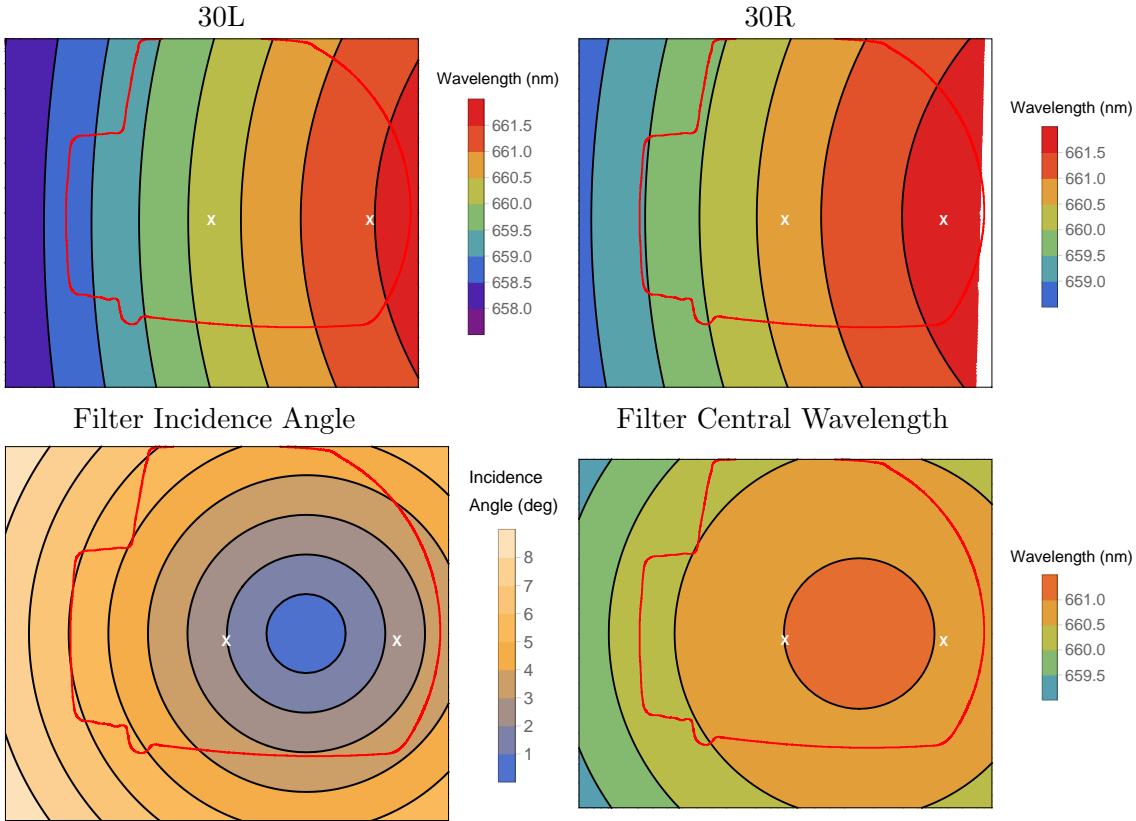 30L
30R
Wavelength (nm)
661.5
661.0
660.5
660.0
659.5
659.0
658.5
658.0
Wavelength (nm)
661.5
661.0
660.5
660.0
659.5
659.0
x
x
x
x
Filter Incidence Angle
Filter Central Wavelength
Incidence
Angle (deg)
8
7
6
5
4
3
2
1
Wavelength (nm)
661.0
660.5
660.0
659.5
x
x
x
x